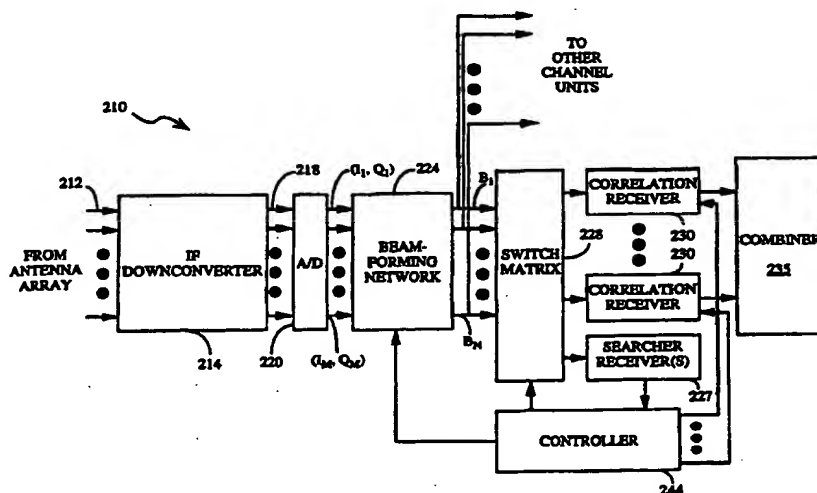 TO
OTHER
CHANNEL
UNITS
210
212
218
(I1, Q1)
224
B1
FROM
ANTENNA
ARRAY
IF
DOWNCONVERTER
A/D
BEAM-
FORMING
NETWORK
SWITCH
MATRIX
228
CORRELATION
RECEIVER
230
230
CORRELATION
RECEIVER
COMBINER
235
214
220
(IM, QM)
BN
SEARCHER
RECEIVER(S)
227
CONTROLLER
244